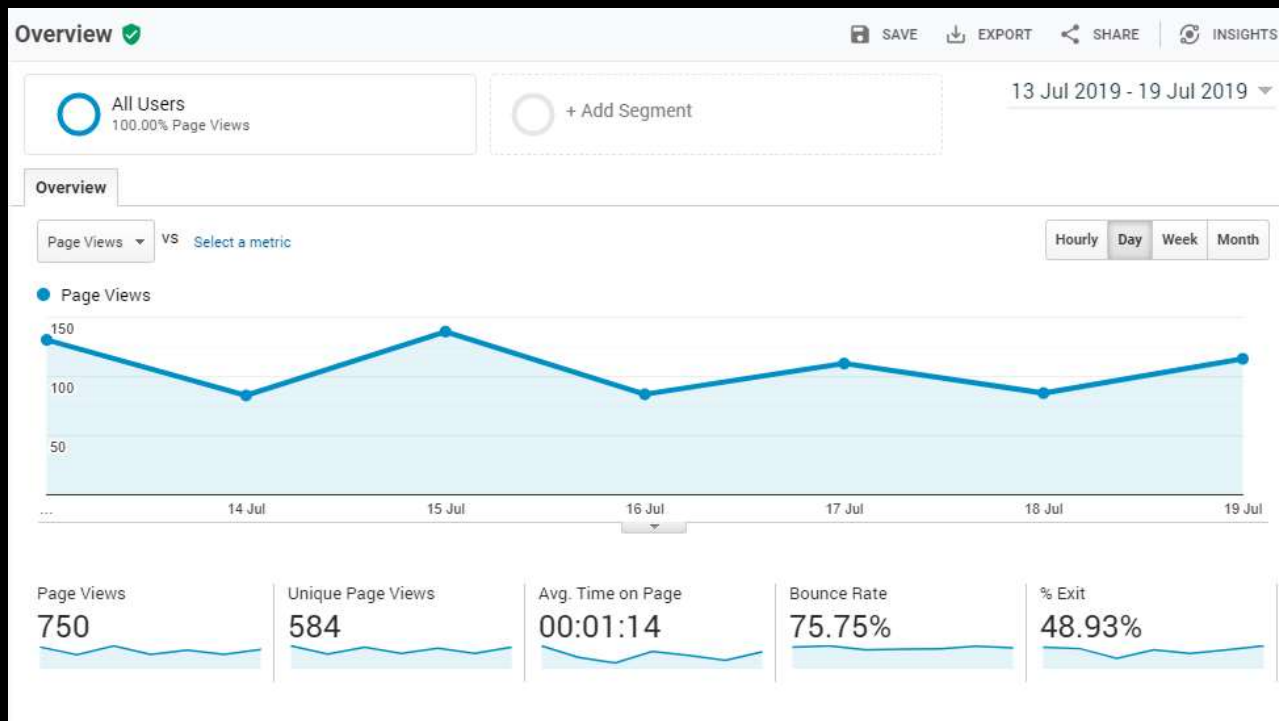 Overview
SAVE
EXPORT
SHARE
INSIGHTS
All Users
100.00% Page Views
+ Add Segment
13 Jul 2019 - 19 Jul 2019
Overview
Page Views
VS
Select a metric
Hourly
Day
Week
Month
Page Views
150
100
50
...
14 Jul
15 Jul
16 Jul
17 Jul
18 Jul
19 Jul
Page Views
750
Unique Page Views
584
Avg. Time on Page
00:01:14
Bounce Rate
75.75%
% Exit
48.93%